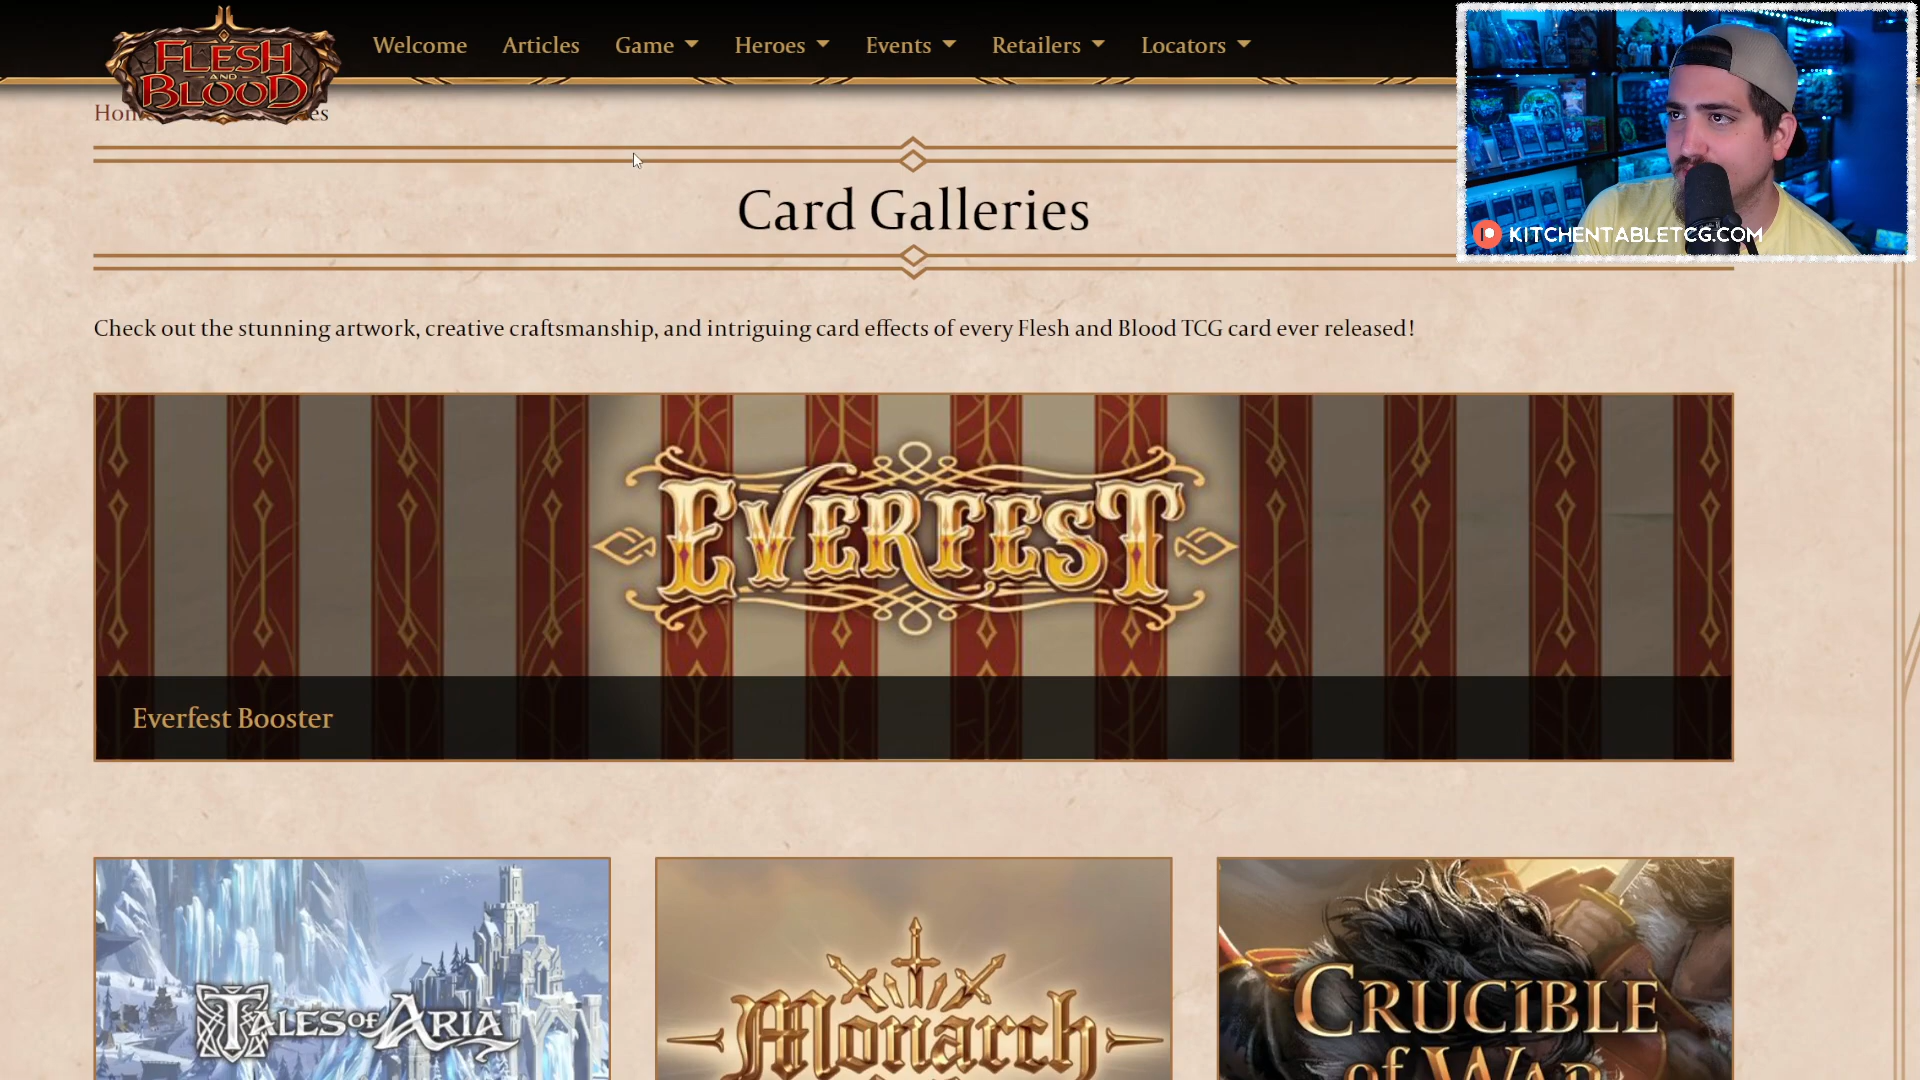 FLESH
AND
BLOOD
Welcome
Articles
Game
Heroes
Events
Retailers
Locators
KITCHENTABLETCG.COM
Card Galleries
Check out the stunning artwork, creative craftsmanship, and intriguing card effects of every Flesh and Blood TCG card ever released!
EVERFEST
Everfest Booster
TALES OF ARIA
Monarch
CRUCIBLE
of WAR